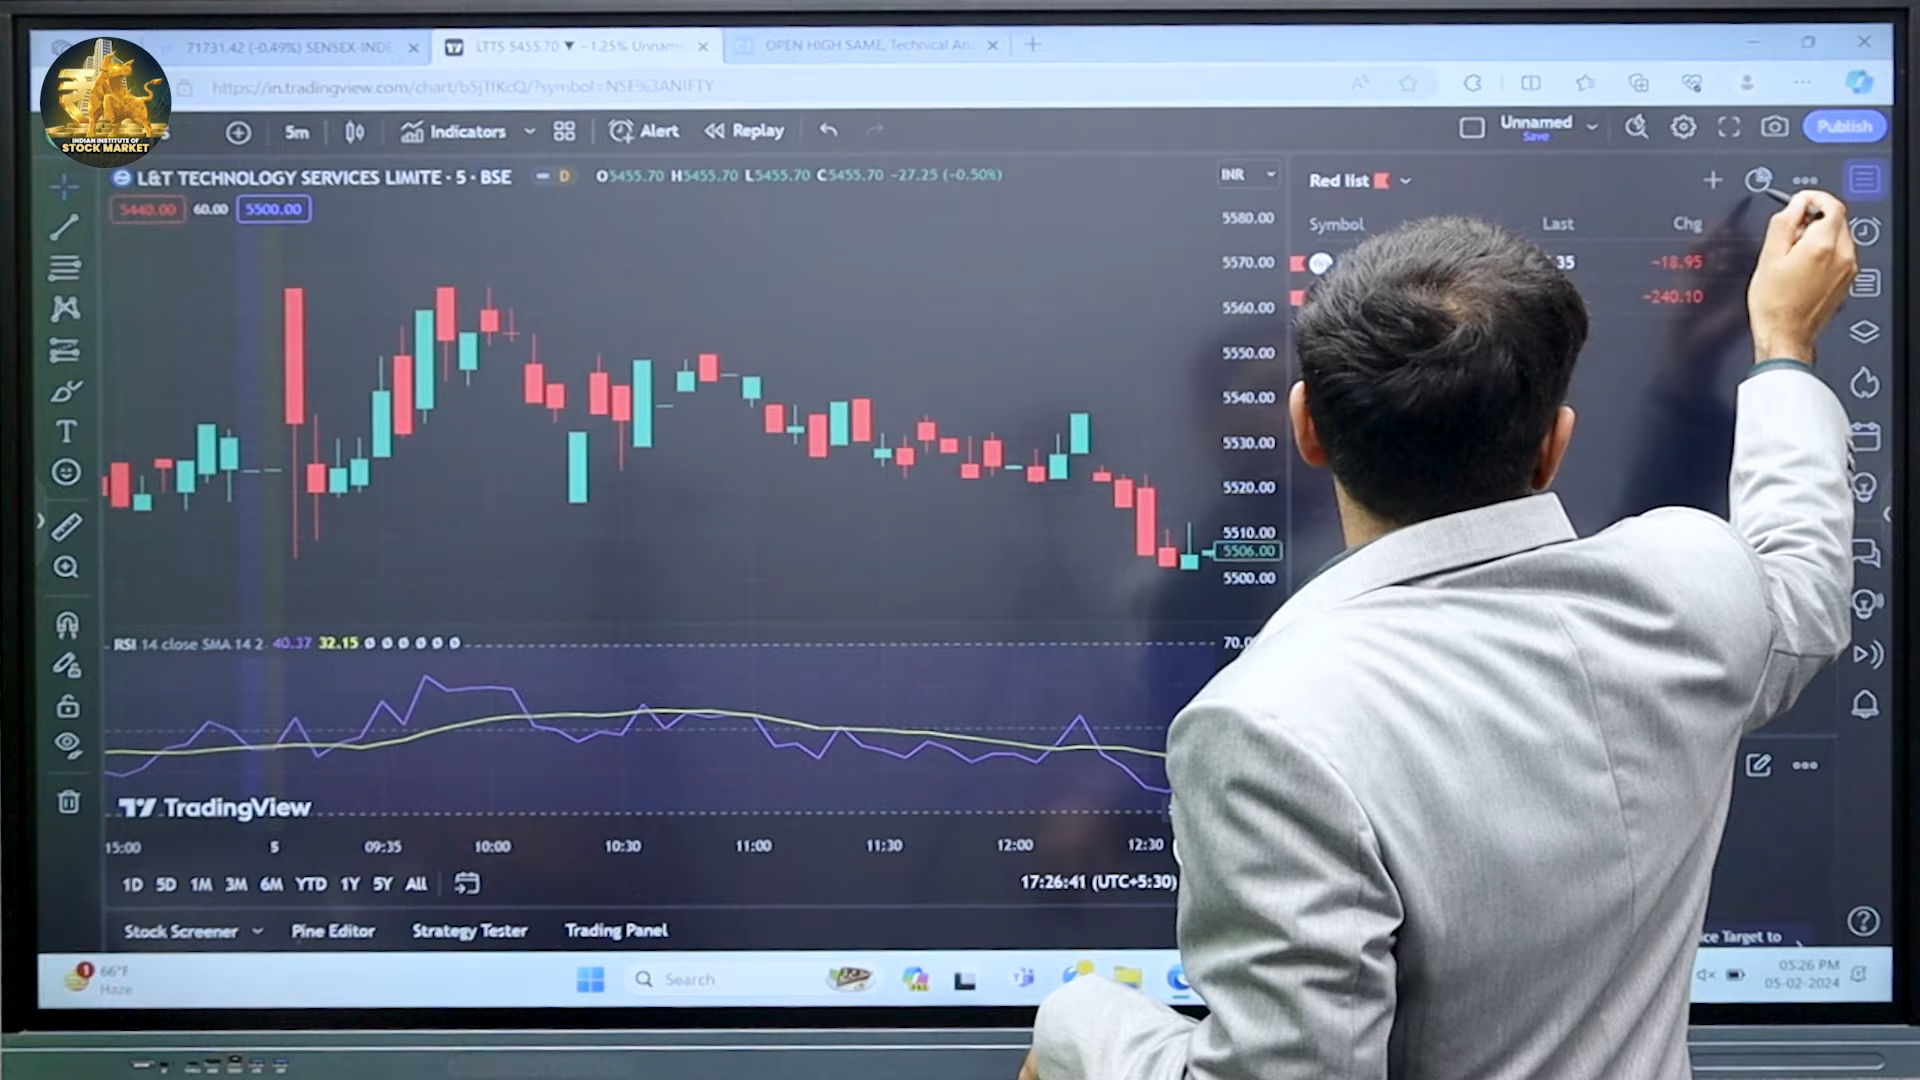 71731.42 (-0.49%) SENSEX-INDI
LTTS 5455.70 ▼ -1.25% Unnam
OPEN HIGH SAME, Technical An
https://in.tradingview.com/chart/b5jTfKcQ/?symbol=NSE%3ANIFTY
INDIAN INSTITUTE OF
STOCK MARKET
5m
Indicators
Alert
Replay
Unnamed
Save
Publish
L&T TECHNOLOGY SERVICES LIMITE · 5 · BSE
D
O5455.70 H5455.70 L5455.70 C5455.70 -27.25 (-0.50%)
INR
5440.00 60.00 5500.00
Red list
Symbol Last Chg
35 -18.95
-240.10
5580.00
5570.00
5560.00
5550.00
5540.00
5530.00
5520.00
5510.00
5506.00
5500.00
RSI 14 close SMA 14 2 40.37 32.15 Ø Ø Ø Ø Ø Ø
70.0
TradingView
15:00 5 09:35 10:00 10:30 11:00 11:30 12:00 12:30
1D 5D 1M 3M 6M YTD 1Y 5Y All
17:26:41 (UTC+5:30)
Stock Screener Pine Editor Strategy Tester Trading Panel
ce Target to
1
66°F
Haze
Search
05:26 PM
05-02-2024